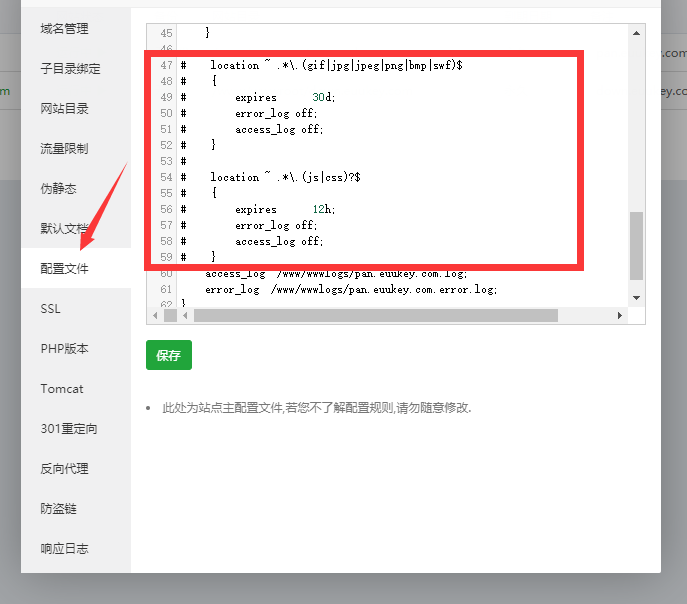 域名管理
子目录绑定
网站目录
流量限制
伪静态
默认文档
配置文件
SSL
PHP版本
Tomcat
301重定向
反向代理
防盗链
响应日志
45 }
46
47 # location ~ .*\.(gif|jpg|jpeg|png|bmp|swf)$
48 # {
49 # expires 30d;
50 # error_log off;
51 # access_log off;
52 # }
53 #
54 # location ~ .*\.(js|css)?$
55 # {
56 # expires 12h;
57 # error_log off;
58 # access_log off;
59 # }
60 access_log /www/wwwlogs/pan.euukey.com.log;
61 error_log /www/wwwlogs/pan.euukey.com.error.log;
62 }
保存
• 此处为站点主配置文件,若您不了解配置规则,请勿随意修改.
m
.com
ey.co